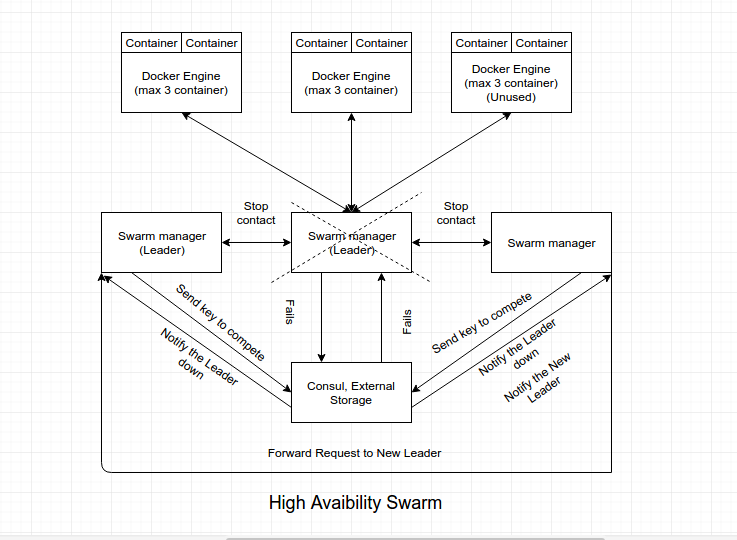 Container Container
Container Container
Container Container
Docker Engine
(max 3 container)
Docker Engine
(max 3 container)
Docker Engine
(max 3 container)
(Unused)
Stop
contact
Stop
contact
Swarm manager
(Leader)
Swarm manager
(Leader)
Swarm manager
Send key to compete
Notify the Leader
down
Fails
Fails
Send key to compete
Notify the Leader
down
Notify the New
Leader
Consul, External
Storage
Forward Request to New Leader
High Avaibility Swarm